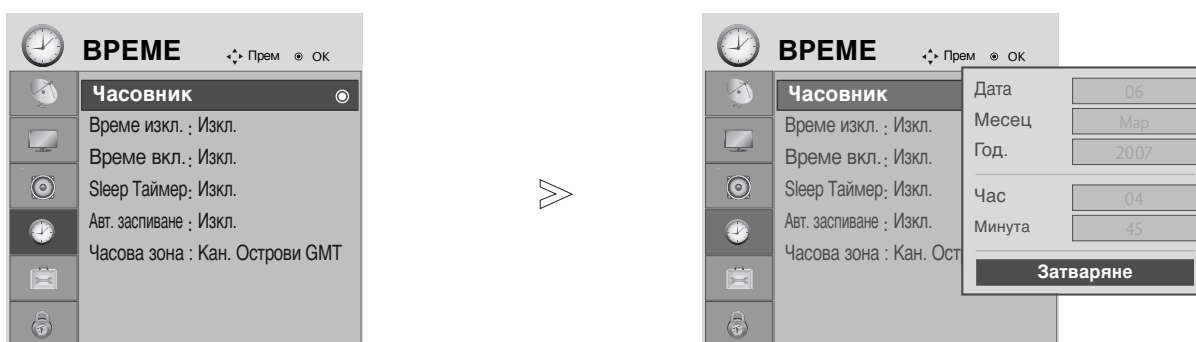 ВРЕМЕ Прем ОК
Часовник
Време изкл. : Изкл.
Време вкл. : Изкл.
Sleep Таймер: Изкл.
Авт. заспиване : Изкл.
Часова зона : Кан. Острови GMT
ВРЕМЕ Прем ОК
Часовник
Време изкл. : Изкл.
Време вкл. : Изкл.
Sleep Таймер: Изкл.
Авт. заспиване : Изкл.
Часова зона : Кан. Ост
Дата 06
Месец Мар
Год. 2007
Час 04
Минута 45
Затваряне